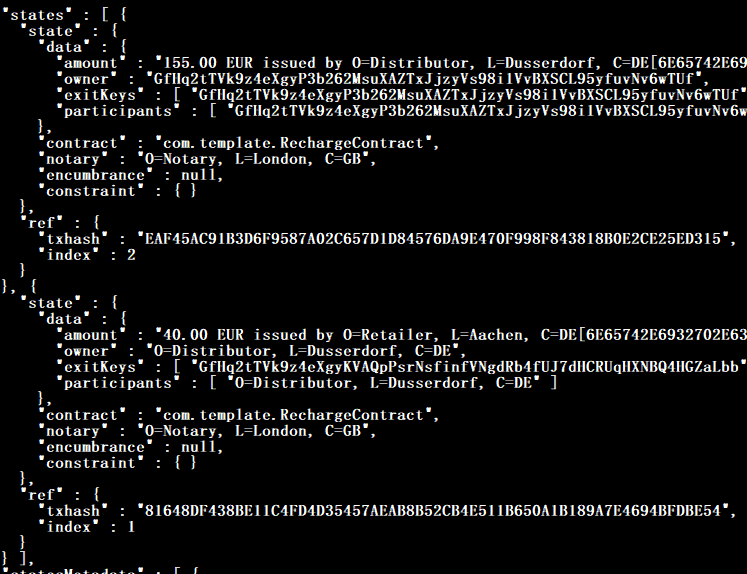 "states" : [ {
"state" : {
"data" : {
"amount" : "155.00 EUR issued by O=Distributor, L=Dusserdorf, C=DE[6E65742E69
"owner" : "GfHq2tTVk9z4eXgyP3b262MsuXAZTxJjzyVs98i1VvBXSCL95yfuvNv6wTUf",
"exitKeys" : [ "GfHq2tTVk9z4eXgyP3b262MsuXAZTxJjzyVs98i1VvBXSCL95yfuvNv6wTUf"
"participants" : [ "GfHq2tTVk9z4eXgyP3b262MsuXAZTxJjzyVs98i1VvBXSCL95yfuvNv6w
},
"contract" : "com.template.RechargeContract",
"notary" : "O=Notary, L=London, C=GB",
"encumbrance" : null,
"constraint" : { }
},
"ref" : {
"txhash" : "EAF45AC91B3D6F9587A02C657D1D84576DA9E470F998F843818B0E2CE25ED315",
"index" : 2
}
}, {
"state" : {
"data" : {
"amount" : "40.00 EUR issued by O=Retailer, L=Aachen, C=DE[6E65742E6932702E63
"owner" : "O=Distributor, L=Dusserdorf, C=DE",
"exitKeys" : [ "GfHq2tTVk9z4eXgyKVAQpPsrNsfinfVNgdRb4fUJ7dHCRUqHXNBQ4HGZaLbb"
"participants" : [ "O=Distributor, L=Dusserdorf, C=DE" ]
},
"contract" : "com.template.RechargeContract",
"notary" : "O=Notary, L=London, C=GB",
"encumbrance" : null,
"constraint" : { }
},
"ref" : {
"txhash" : "81648DF438BE11C4FD4D35457AEAB8B52CB4E511B650A1B189A7E4694BFDBE54",
"index" : 1
}
} ],
"statesMetadata" : [ {